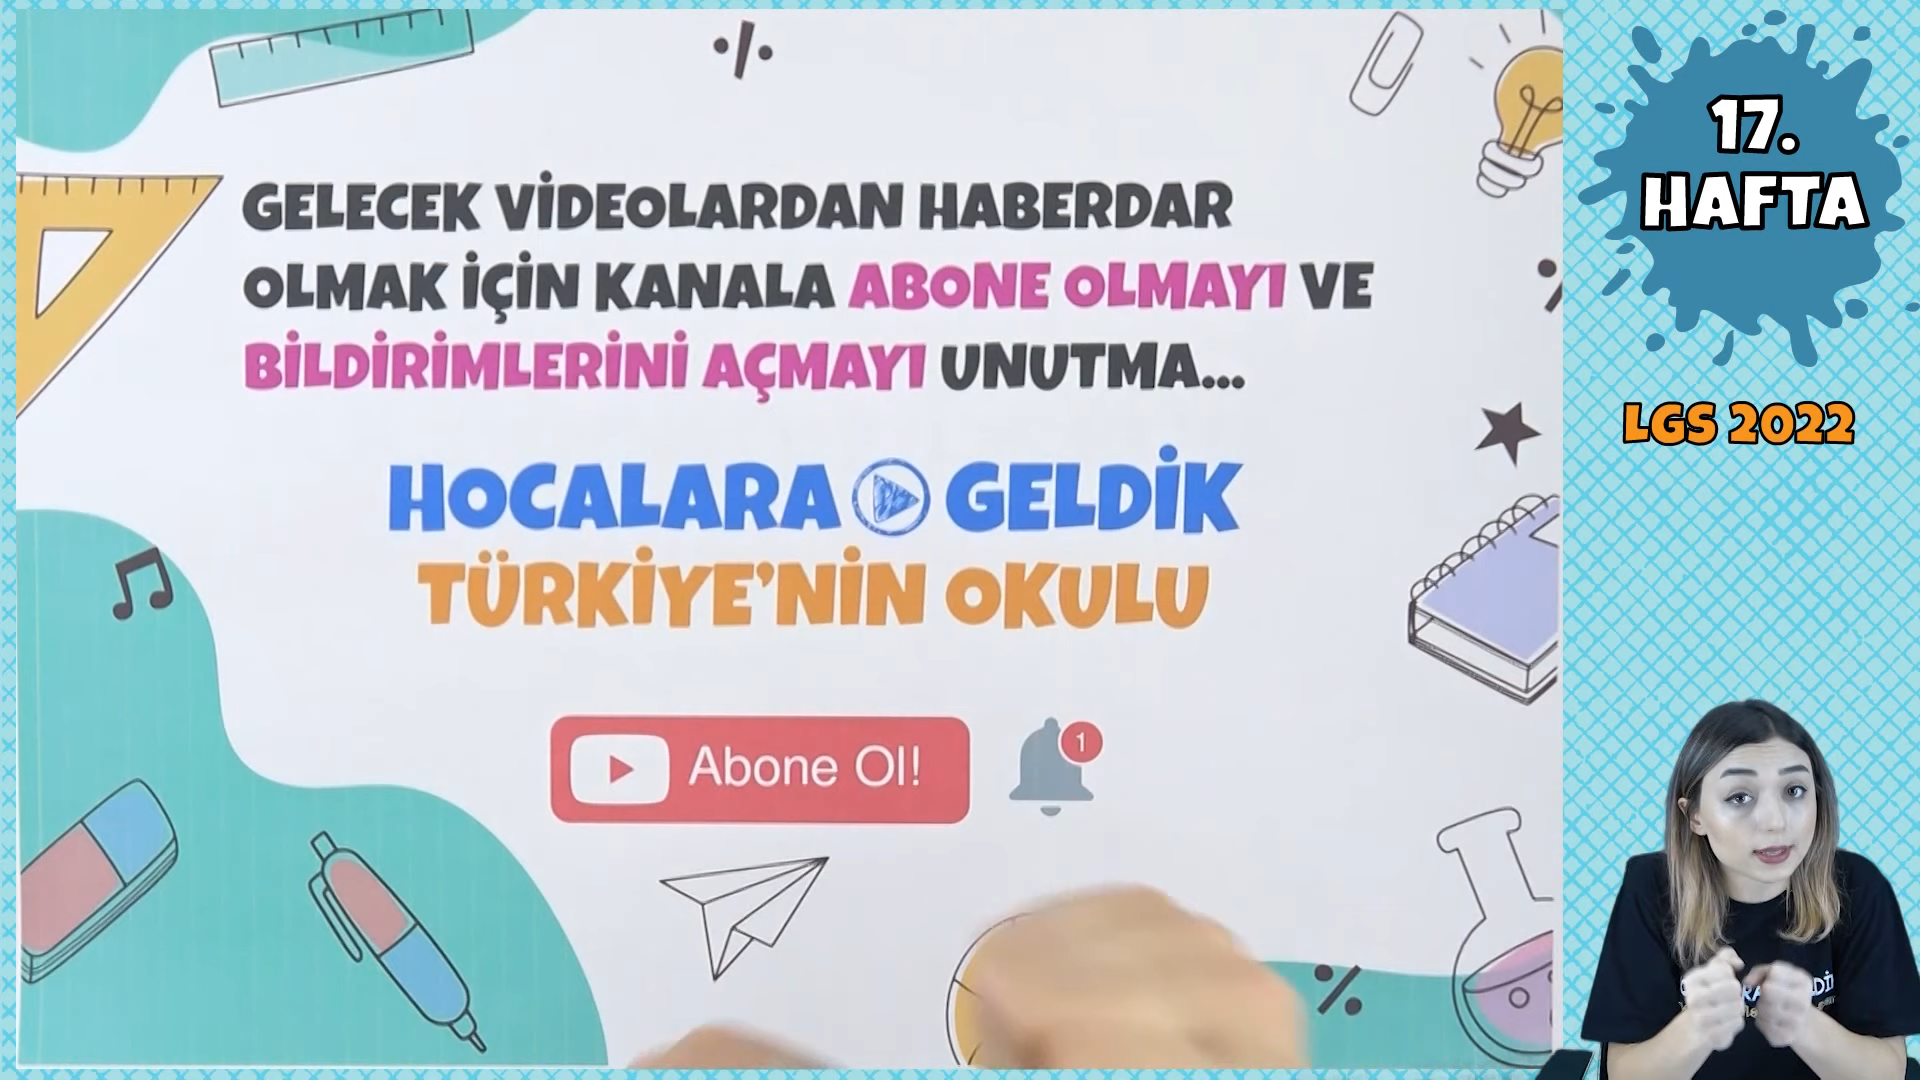 GELECEK VİDEOLARDAN HABERDAR
OLMAK İÇİN KANALA ABONE OLMAYI VE
BİLDİRİMLERİNİ AÇMAYI UNUTMA...
HOCALARA GELDİK
TÜRKİYE'NİN OKULU
Abone Ol!
1
17.
HAFTA
LGS 2022